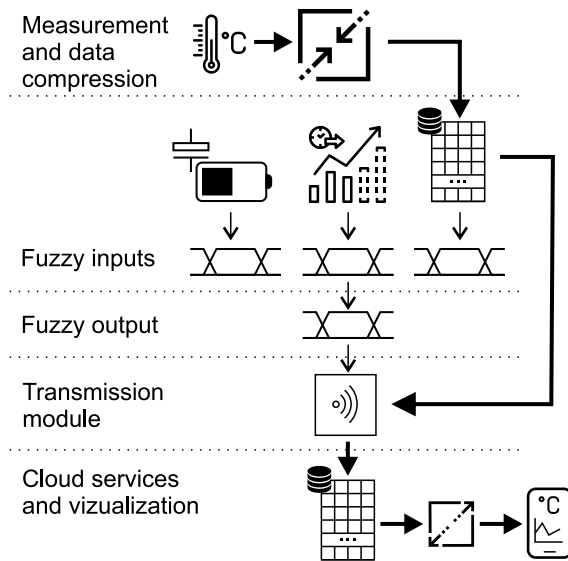 Measurement
and data
compression
°C
Fuzzy inputs
Fuzzy output
Transmission
module
Cloud services
and vizualization
°C